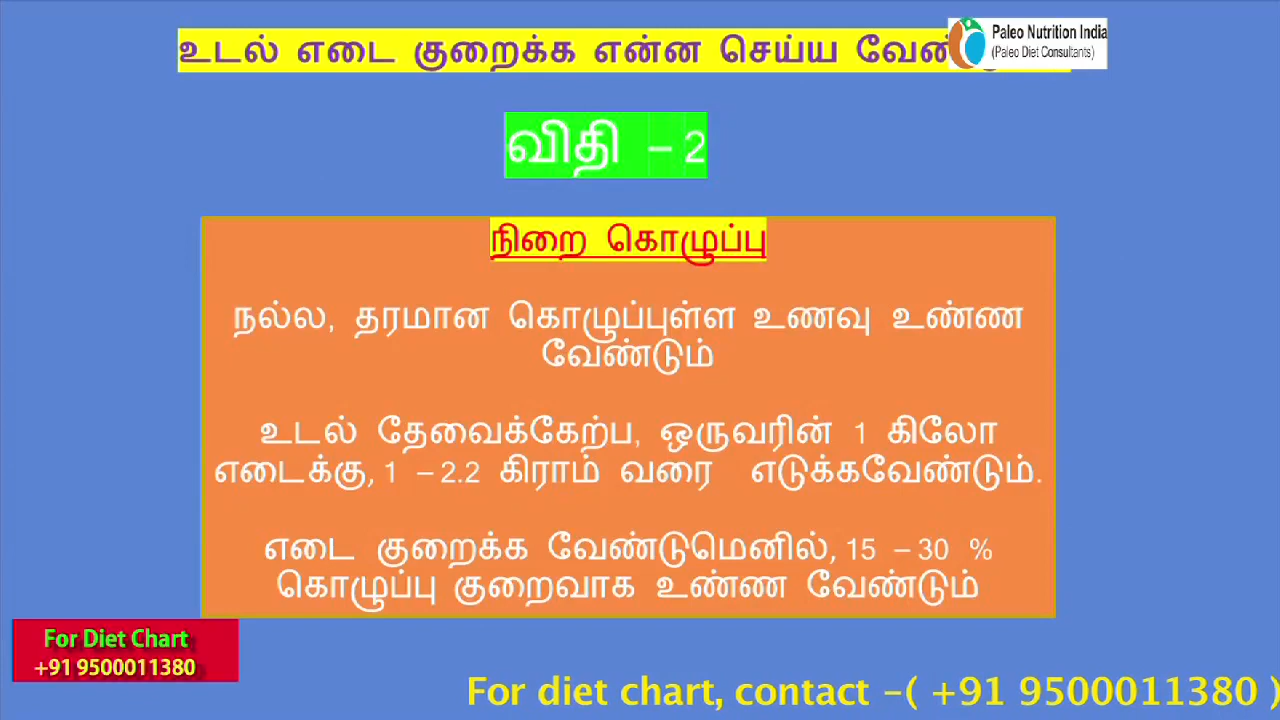 உடல் எடை குறைக்க என்ன செய்ய
Paleo Nutrition India
(Paleo Diet Consultants)
விதி – 2
நிறை கொழுப்பு
நல்ல, தரமான கொழுப்புள்ள உணவு உண்ண
வேண்டும்
உடல் தேவைக்கேற்ப, ஒருவரின் 1 கிலோ
எடைக்கு, 1 – 2.2 கிராம் வரை எடுக்கவேண்டும்.
எடை குறைக்க வேண்டுமெனில், 15 – 30 %
கொழுப்பு குறைவாக உண்ண வேண்டும்
For Diet Chart
+91 9500011380
For diet chart, contact –( +91 9500011380 )